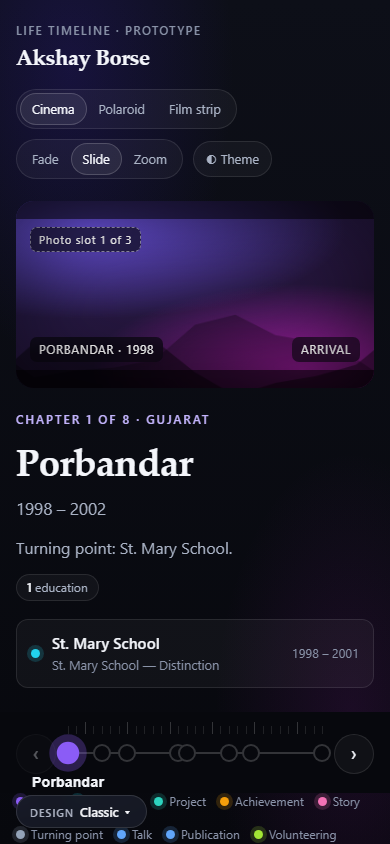 LIFE TIMELINE · PROTOTYPE
Akshay Borse
Cinema Polaroid Film strip
Fade Slide Zoom Theme
Photo slot 1 of 3
PORBANDAR · 1998 ARRIVAL
CHAPTER 1 OF 8 · GUJARAT
Porbandar
1998 – 2002
Turning point: St. Mary School.
1 education
St. Mary School
St. Mary School — Distinction
1998 – 2001
Porbandar
Project Achievement Story
DESIGN Classic
Turning point Talk Publication Volunteering